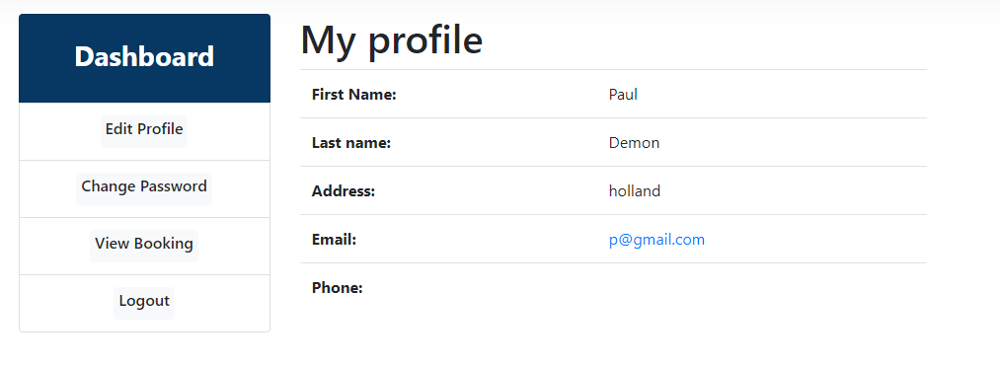 Dashboard
Edit Profile
Change Password
View Booking
Logout
My profile
First Name: Paul
Last name: Demon
Address: holland
Email: p@gmail.com
Phone: